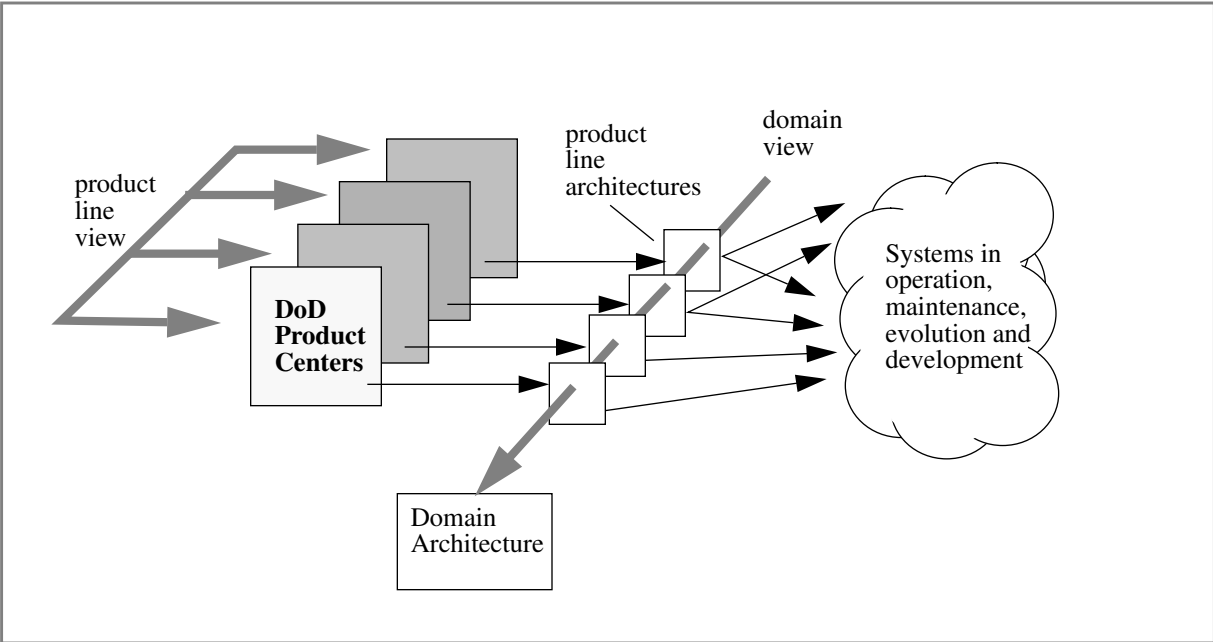 product
line
view
DoD
Product
Centers
product
line
architectures
domain
view
Systems in
operation,
maintenance,
evolution and
development
Domain
Architecture